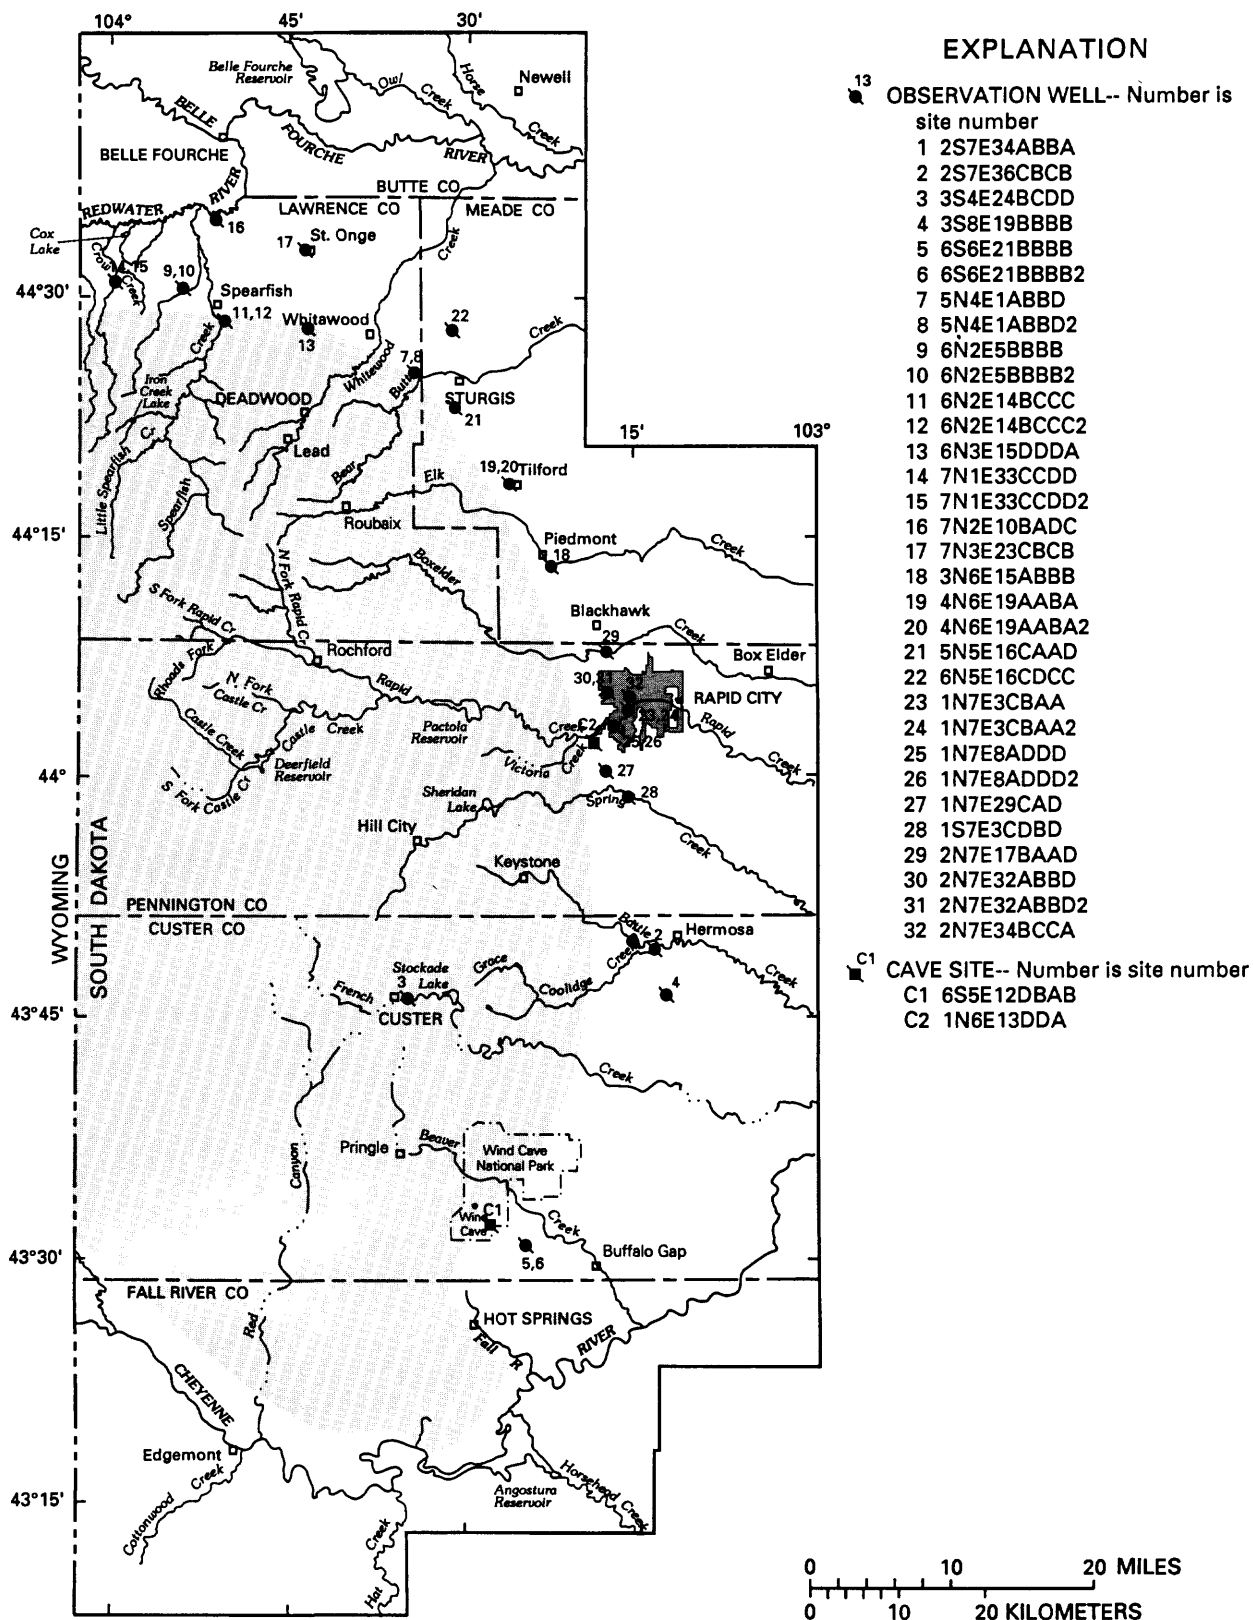 104°
45'
30'
Belle Fourche
Reservoir
Owl
Creek
Horse
Creek
Newell
BELLE
FOURCHE
RIVER
BELLE FOURCHE
BUTTE CO
REDWATER
RIVER
LAWRENCE CO
MEADE CO
16
Cox
Lake
17
St. Onge
Creek
Crow
Creek
15
9,10
44°30'
Spearfish
11,12
Creek
Whitawood
13
22
Creek
Whitewood
7,8
Butte
Iron
Creek
Lake
DEADWOOD
STURGIS
21
15'
103°
Lead
Little Spearfish
Cr
Spearfish
Bear
19,20
Tilford
Elk
Roubaix
44°15'
Piedmont
18
Creek
N Fork Rapid Cr
Boxelder
S Fork Rapid Cr
Blackhawk
29
Creek
Box Elder
Rhoads Fork
Rochford
N. Fork
Castle Cr
Rapid
30,
32
RAPID CITY
Castle Creek
Castle
Creek
Pactola
Reservoir
Creek
C2
26
Rapid
Creek
Deerfield
Reservoir
Victoria
Creek
44°
27
S Fork Castle Cr
Sheridan
Lake
Spring
28
Hill City
Creek
Keystone
WYOMING
SOUTH DAKOTA
PENNINGTON CO
CUSTER CO
Battle
2
Hermosa
Creek
Creek
Stockade
Lake
3
French
Grace
Coolidge
4
43°45'
CUSTER
Creek
Canyon
Pringle
Beaver
Wind Cave
National Park
C1
Wind
Cave
Creek
43°30'
5,6
Buffalo Gap
FALL RIVER CO
Red
HOT SPRINGS
Fall
R
RIVER
CHEYENNE
Edgemont
Creek
Cottonwood
Angostura
Reservoir
Horsehead Creek
43°15'
Creek
Hat
EXPLANATION
13
OBSERVATION WELL-- Number is
site number
1 2S7E34ABBA
2 2S7E36CBCB
3 3S4E24BCDD
4 3S8E19BBBB
5 6S6E21BBBB
6 6S6E21BBBB2
7 5N4E1ABBD
8 5N4E1ABBD2
9 6N2E5BBBB
10 6N2E5BBBB2
11 6N2E14BCCC
12 6N2E14BCCC2
13 6N3E15DDDA
14 7N1E33CCDD
15 7N1E33CCDD2
16 7N2E10BADC
17 7N3E23CBCB
18 3N6E15ABBB
19 4N6E19AABA
20 4N6E19AABA2
21 5N5E16CAAD
22 6N5E16CDCC
23 1N7E3CBAA
24 1N7E3CBAA2
25 1N7E8ADDD
26 1N7E8ADDD2
27 1N7E29CAD
28 1S7E3CDBD
29 2N7E17BAAD
30 2N7E32ABBD
31 2N7E32ABBD2
32 2N7E34BCCA
C1
CAVE SITE-- Number is site number
C1 6S5E12DBAB
C2 1N6E13DDA
0 10 20 MILES
0 10 20 KILOMETERS